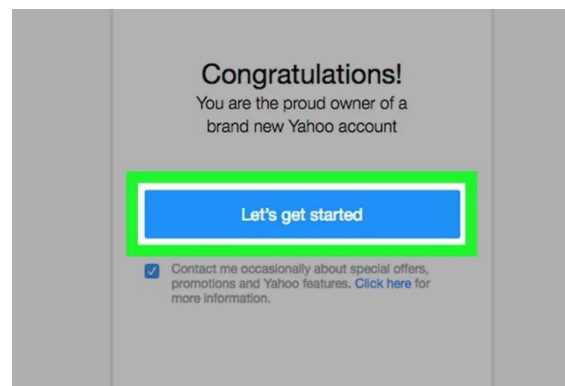 Congratulations!
You are the proud owner of a
brand new Yahoo account
Let's get started
Contact me occasionally about special offers,
promotions and Yahoo features. Click here for
more information.